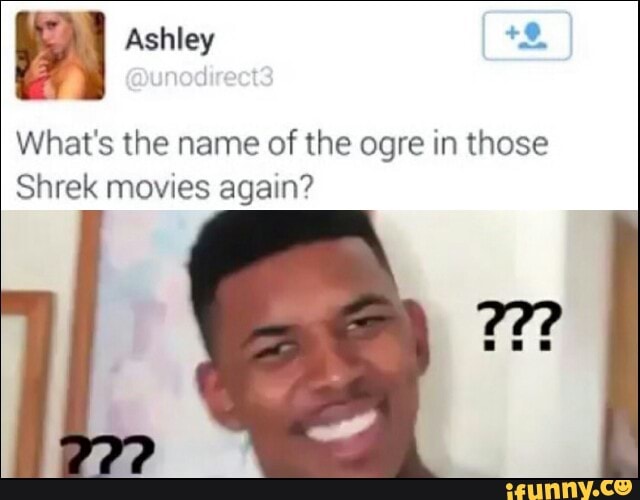 Ashley
@unodirect3
What's the name of the ogre in those
Shrek movies again?
???
???
ifunny.co